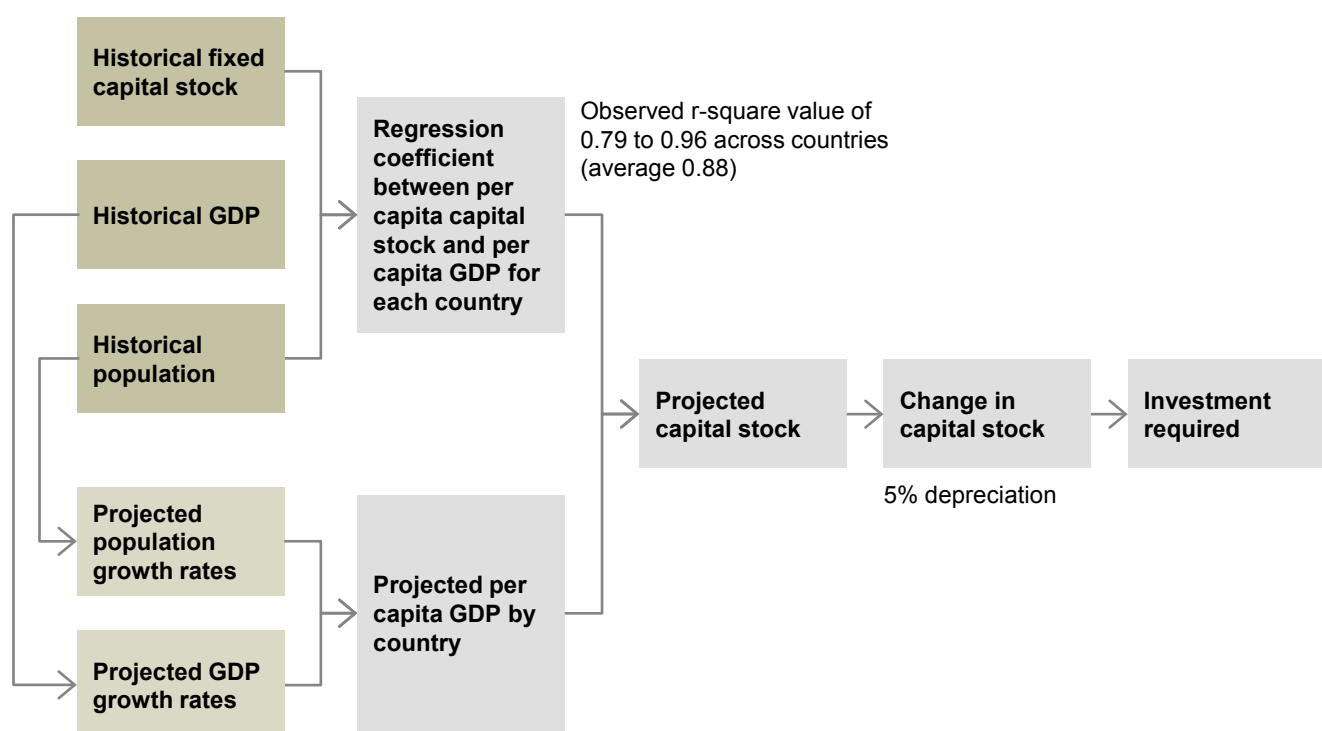 Historical fixed
capital stock
Historical GDP
Historical
population
Projected
population
growth rates
Projected GDP
growth rates
Regression
coefficient
between per
capita capital
stock and per
capita GDP for
each country
Observed r-square value of
0.79 to 0.96 across countries
(average 0.88)
Projected per
capita GDP by
country
Projected
capital stock
Change in
capital stock
5% depreciation
Investment
required